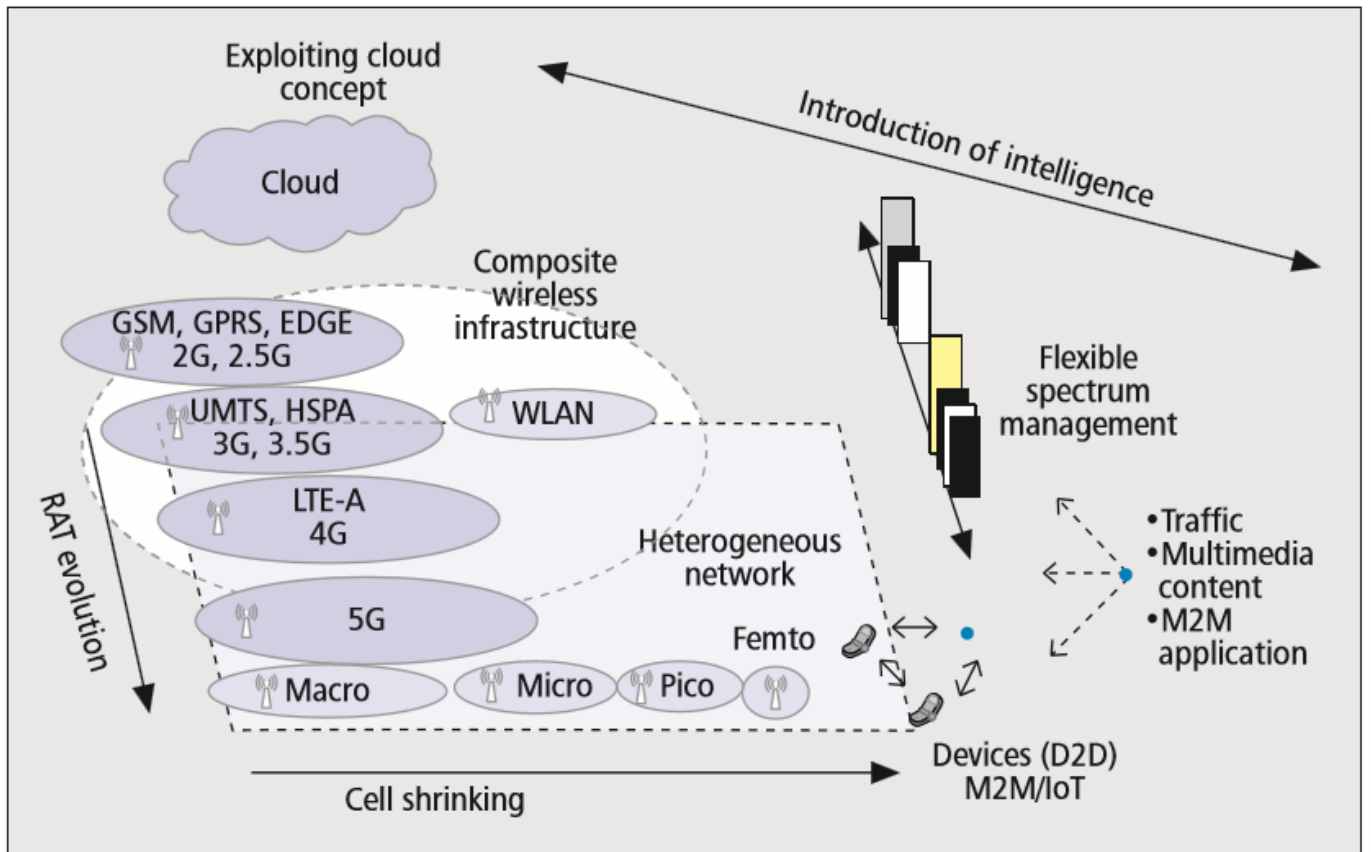 Exploiting cloud
concept
Cloud
Introduction of intelligence
Composite
wireless
infrastructure
GSM, GPRS, EDGE
2G, 2.5G
UMTS, HSPA
3G, 3.5G
WLAN
LTE-A
4G
5G
RAT evolution
Heterogeneous
network
Femto
Macro
Micro
Pico
Cell shrinking
Flexible
spectrum
management
•Traffic
•Multimedia
content
•M2M
application
Devices (D2D)
M2M/IoT